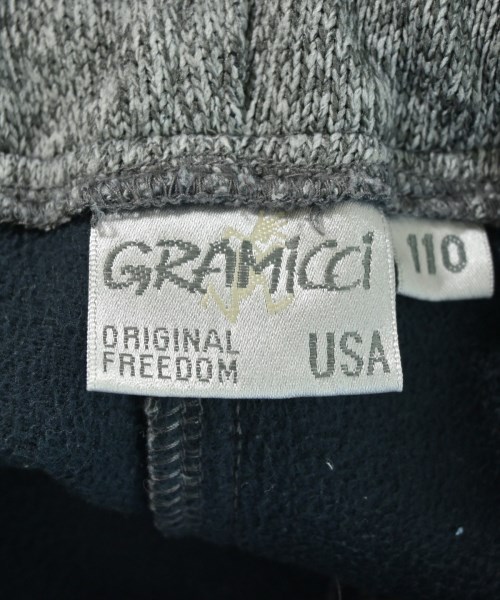 GRAMiCCi
ORIGINAL
FREEDOM
USA
110